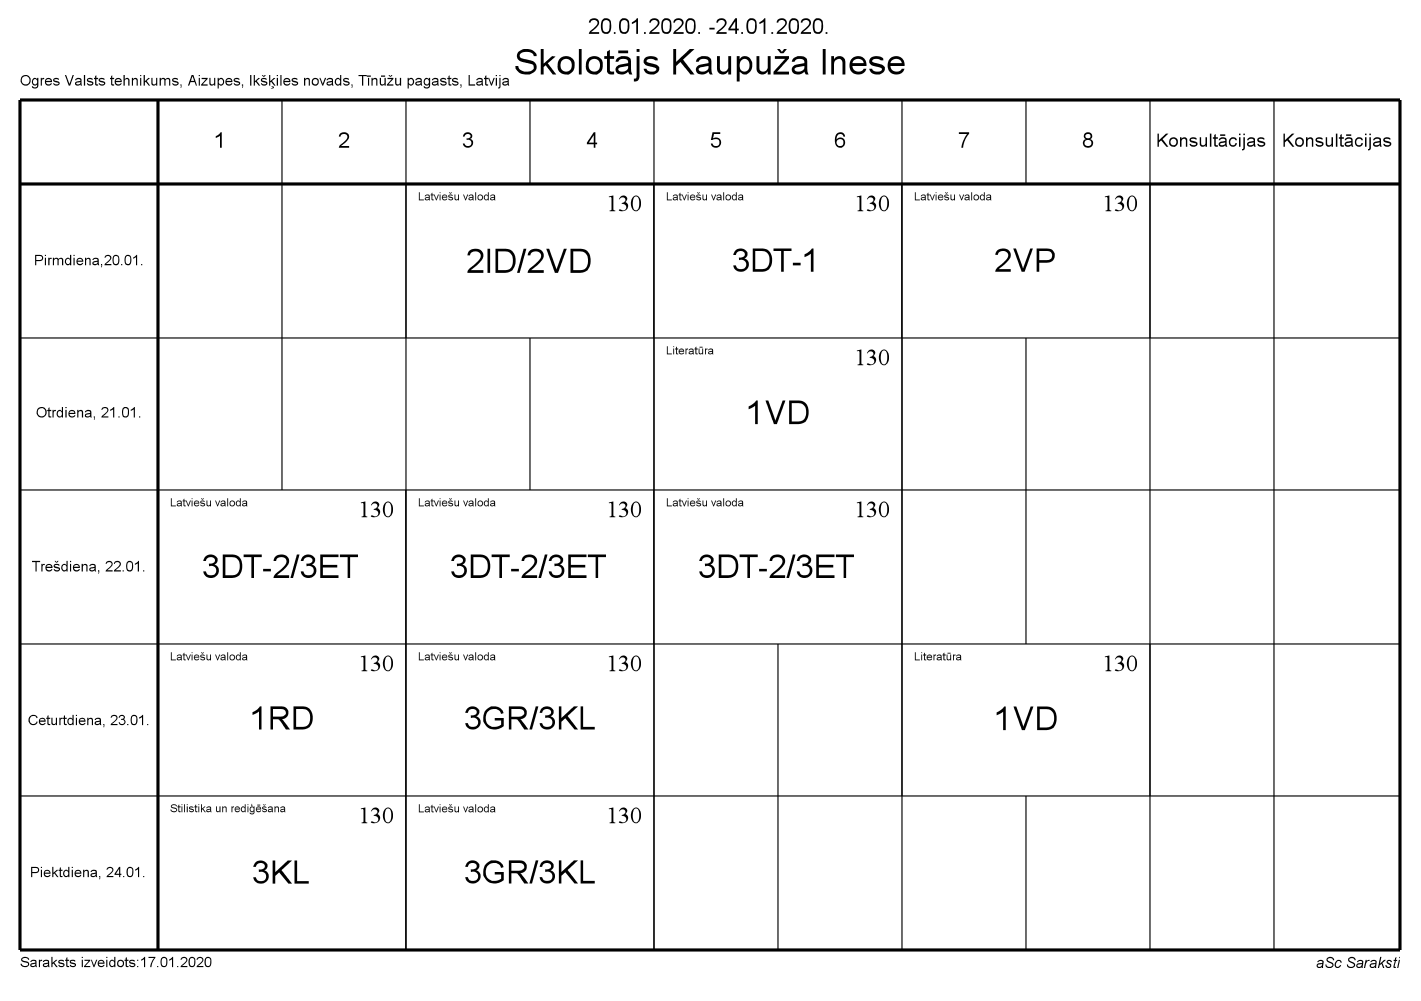 20.01.2020. -24.01.2020.
Skolotājs Kaupuža Inese
Ogres Valsts tehnikums, Aizupes, Ikšķiles novads, Tīnūžu pagasts, Latvija
1 2 3 4 5 6 7 8 Konsultācijas Konsultācijas
Pirmdiena,20.01.
Latviešu valoda 130
2ID/2VD
Latviešu valoda 130
3DT-1
Latviešu valoda 130
2VP
Otrdiena, 21.01.
Literatūra 130
1VD
Trešdiena, 22.01.
Latviešu valoda 130
3DT-2/3ET
Latviešu valoda 130
3DT-2/3ET
Latviešu valoda 130
3DT-2/3ET
Ceturtdiena, 23.01.
Latviešu valoda 130
1RD
Latviešu valoda 130
3GR/3KL
Literatūra 130
1VD
Piektdiena, 24.01.
Stilistika un rediģēšana 130
3KL
Latviešu valoda 130
3GR/3KL
Saraksts izveidots:17.01.2020
aSc Saraksti